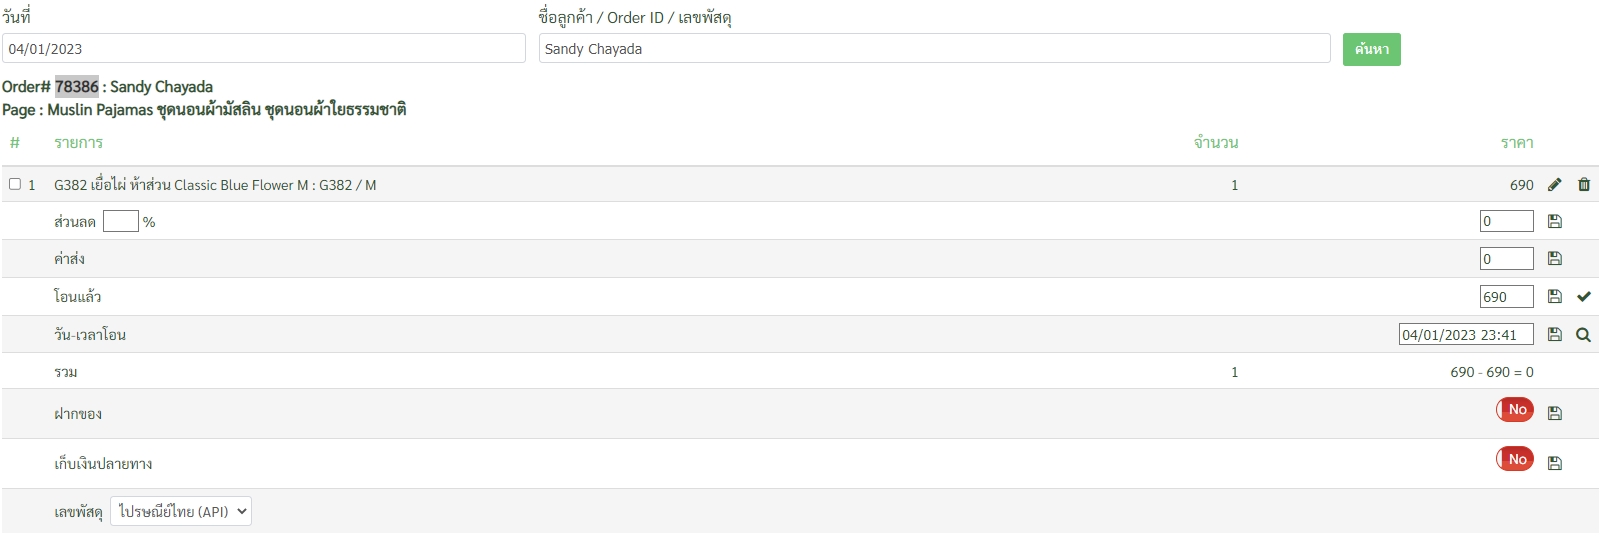 วันที่ ชื่อลูกค้า / Order ID / เลขพัสดุ
04/01/2023 Sandy Chayada ค้นหา
Order# 78386 : Sandy Chayada
Page : Muslin Pajamas ชุดนอนผ้ามัสลิน ชุดนอนผ้าใยธรรมชาติ
# รายการ จำนวน ราคา
1 G382 เยื่อไผ่ ห้าส่วน Classic Blue Flower M : G382 / M 1 690
ส่วนลด % 0
ค่าส่ง 0
โอนแล้ว 690
วัน-เวลาโอน 04/01/2023 23:41
รวม 1 690 - 690 = 0
ฝากของ No
เก็บเงินปลายทาง No
เลขพัสดุ ไปรษณีย์ไทย (API)